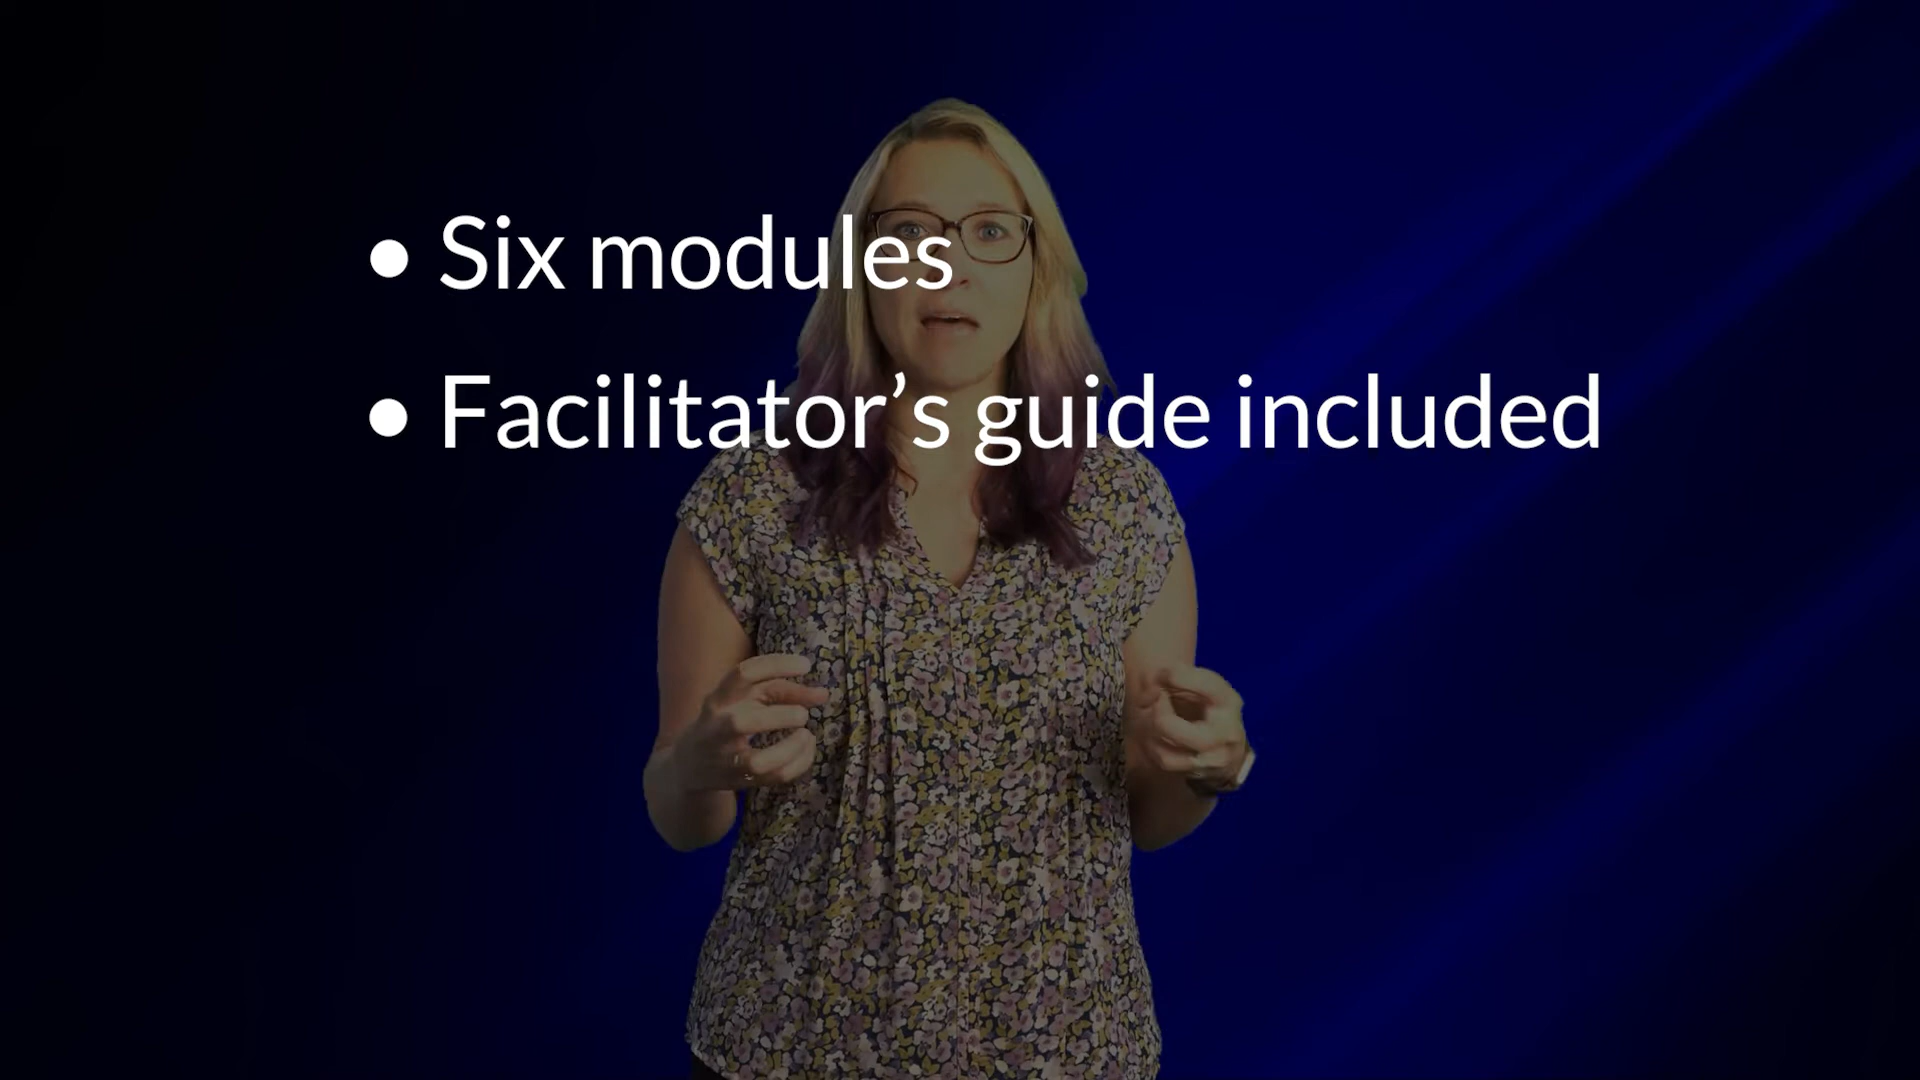 • Six modules
• Facilitator’s guide included